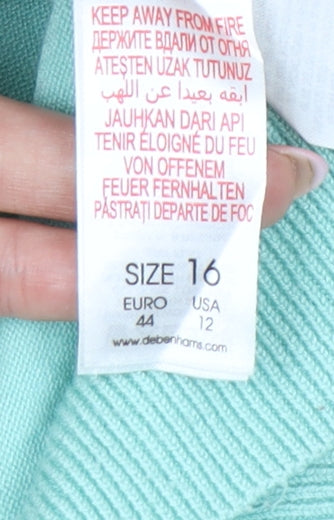 KEEP AWAY FROM FIRE
ДЕРЖИТЕ ВДАЛИ ОТ ОГНЯ
ATEŞTEN UZAK TUTUNUZ
ابقه بعيدا عن اللهب
JAUHKAN DARI API
TENIR ÉLOIGNÉ DU FEU
VON OFFENEM
FEUER FERNHALTEN
PĂSTRAȚI DEPARTE DE FOC
SIZE 16
EURO USA
44 12
www.debenhams.com